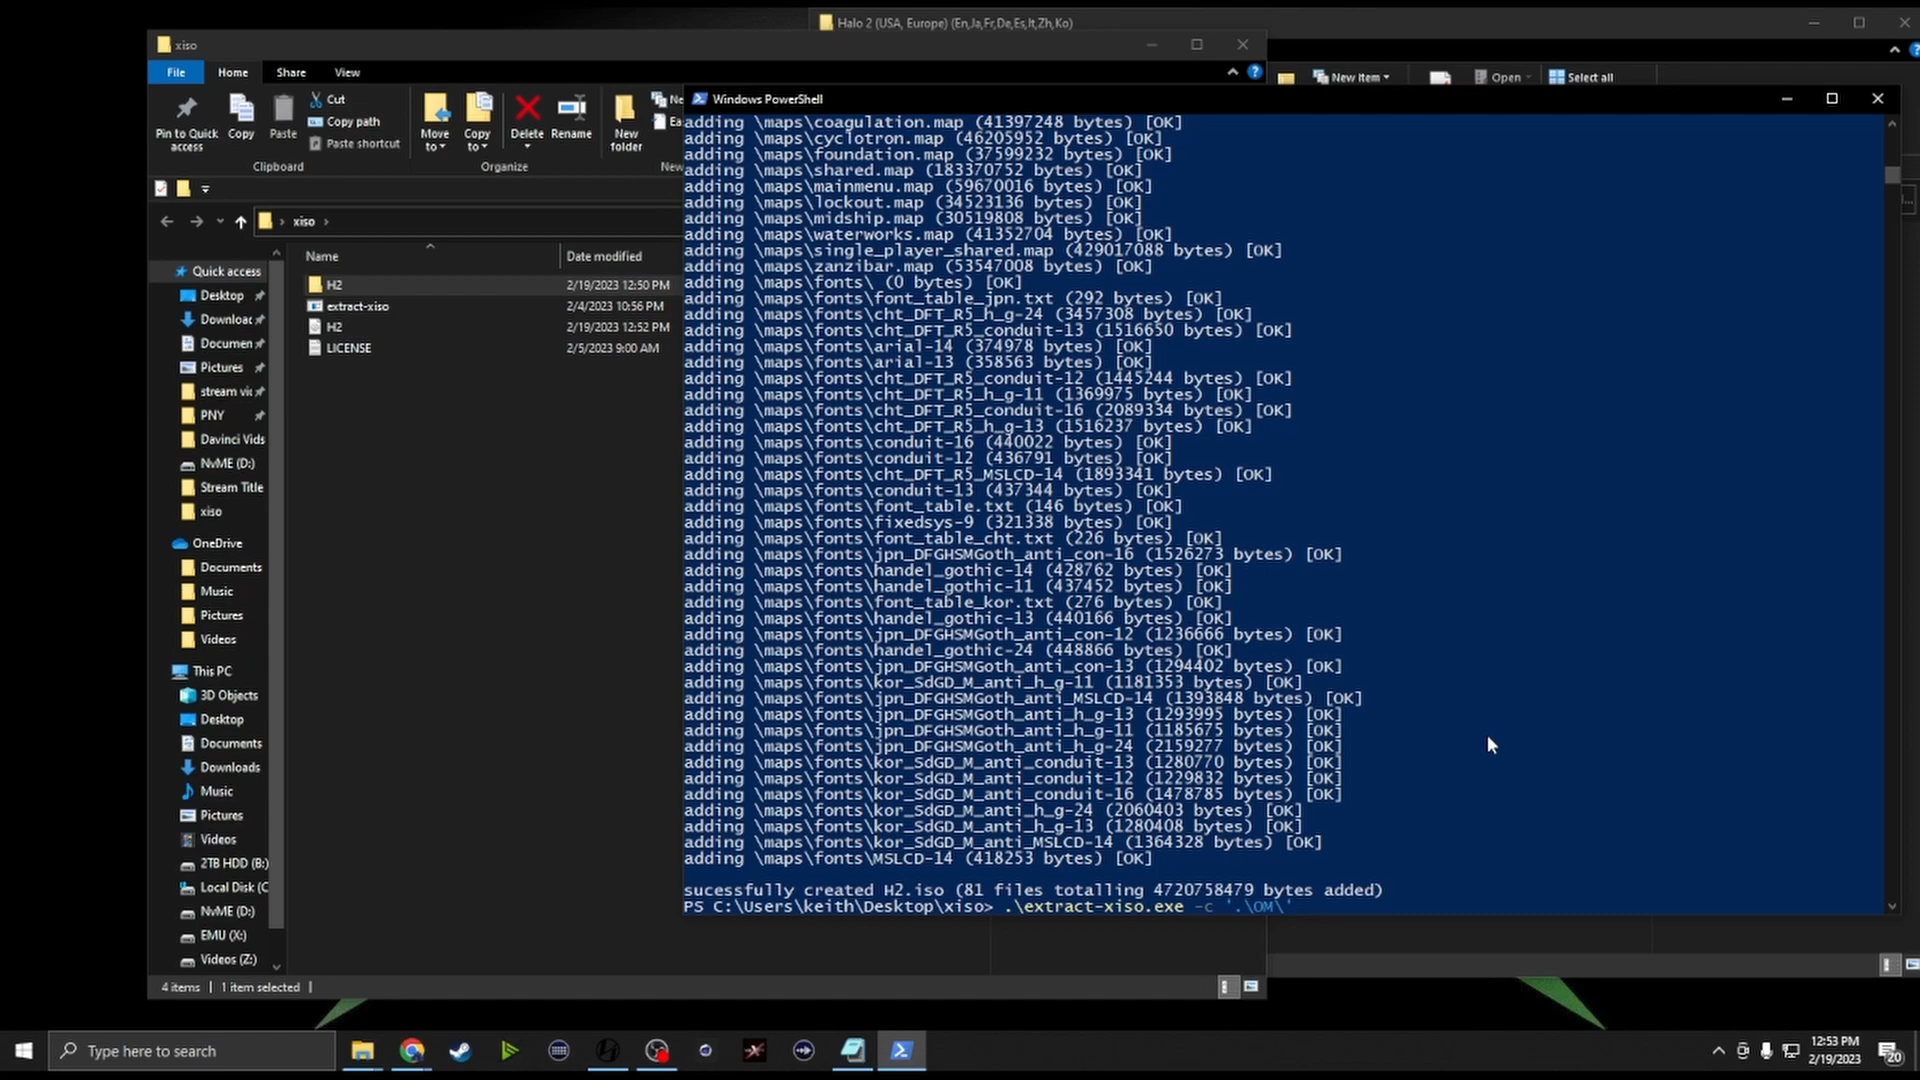 Halo 2 (USA, Europe) (En,Ja,Fr,De,Es,It,Zh,Ko)
xiso
File Home Share View
New item Open Select all
Pin to Quick access
Copy
Paste
Cut
Copy path
Paste shortcut
Move to
Copy to
Delete
Rename
New folder
Clipboard
Organize
xiso
Name Date modified
H2 2/19/2023 12:50 PM
extract-xiso 2/4/2023 10:56 PM
H2 2/19/2023 12:52 PM
LICENSE 2/5/2023 9:00 AM
Quick access
Desktop
Downloac
Documen
Pictures
stream vic
PNY
Davinci Vids
NvME (D:)
Stream Title
xiso
OneDrive
Documents
Music
Pictures
Videos
This PC
3D Objects
Desktop
Documents
Downloads
Music
Pictures
Videos
2TB HDD (B:)
Local Disk (C
NvME (D:)
EMU (X:)
Videos (Z:)
4 items 1 item selected
Windows PowerShell
adding \maps\coagulation.map (41397248 bytes) [OK]
adding \maps\cyclotron.map (46205952 bytes) [OK]
adding \maps\foundation.map (37599232 bytes) [OK]
adding \maps\shared.map (183370752 bytes) [OK]
adding \maps\mainmenu.map (59670016 bytes) [OK]
adding \maps\lockout.map (34523136 bytes) [OK]
adding \maps\midship.map (30519808 bytes) [OK]
adding \maps\waterworks.map (41352704 bytes) [OK]
adding \maps\single_player_shared.map (429017088 bytes) [OK]
adding \maps\zanzibar.map (53547008 bytes) [OK]
adding \maps\fonts\ (0 bytes) [OK]
adding \maps\fonts\font_table_jpn.txt (292 bytes) [OK]
adding \maps\fonts\cht_DFT_R5_h_g-24 (3457308 bytes) [OK]
adding \maps\fonts\cht_DFT_R5_conduit-13 (1516650 bytes) [OK]
adding \maps\fonts\arial-14 (374978 bytes) [OK]
adding \maps\fonts\arial-13 (358563 bytes) [OK]
adding \maps\fonts\cht_DFT_R5_conduit-12 (1445244 bytes) [OK]
adding \maps\fonts\cht_DFT_R5_h_g-11 (1369975 bytes) [OK]
adding \maps\fonts\cht_DFT_R5_conduit-16 (2089334 bytes) [OK]
adding \maps\fonts\cht_DFT_R5_h_g-13 (1516237 bytes) [OK]
adding \maps\fonts\conduit-16 (440022 bytes) [OK]
adding \maps\fonts\conduit-12 (436791 bytes) [OK]
adding \maps\fonts\cht_DFT_R5_MSLCD-14 (1893341 bytes) [OK]
adding \maps\fonts\conduit-13 (437344 bytes) [OK]
adding \maps\fonts\font_table.txt (146 bytes) [OK]
adding \maps\fonts\fixedsys-9 (321338 bytes) [OK]
adding \maps\fonts\font_table_cht.txt (226 bytes) [OK]
adding \maps\fonts\jpn_DFGHSMGoth_anti_con-16 (1526273 bytes) [OK]
adding \maps\fonts\handel_gothic-14 (428762 bytes) [OK]
adding \maps\fonts\handel_gothic-11 (437452 bytes) [OK]
adding \maps\fonts\font_table_kor.txt (276 bytes) [OK]
adding \maps\fonts\handel_gothic-13 (440166 bytes) [OK]
adding \maps\fonts\jpn_DFGHSMGoth_anti_con-12 (1236666 bytes) [OK]
adding \maps\fonts\handel_gothic-24 (448866 bytes) [OK]
adding \maps\fonts\jpn_DFGHSMGoth_anti_con-13 (1294402 bytes) [OK]
adding \maps\fonts\kor_SdGD_M_anti_h_g-11 (1181353 bytes) [OK]
adding \maps\fonts\jpn_DFGHSMGoth_anti_MSLCD-14 (1393848 bytes) [OK]
adding \maps\fonts\jpn_DFGHSMGoth_anti_h_g-13 (1293995 bytes) [OK]
adding \maps\fonts\jpn_DFGHSMGoth_anti_h_g-11 (1185675 bytes) [OK]
adding \maps\fonts\jpn_DFGHSMGoth_anti_h_g-24 (2159277 bytes) [OK]
adding \maps\fonts\kor_SdGD_M_anti_conduit-13 (1280770 bytes) [OK]
adding \maps\fonts\kor_SdGD_M_anti_conduit-12 (1229832 bytes) [OK]
adding \maps\fonts\kor_SdGD_M_anti_conduit-16 (1478785 bytes) [OK]
adding \maps\fonts\kor_SdGD_M_anti_h_g-24 (2060403 bytes) [OK]
adding \maps\fonts\kor_SdGD_M_anti_h_g-13 (1280408 bytes) [OK]
adding \maps\fonts\kor_SdGD_M_anti_MSLCD-14 (1364328 bytes) [OK]
adding \maps\fonts\MSLCD-14 (418253 bytes) [OK]
sucessfully created H2.iso (81 files totalling 4720758479 bytes added)
PS C:\Users\keith\Desktop\xiso> .\extract-xiso.exe -c '.\OM\'
Type here to search
12:53 PM
2/19/2023
20